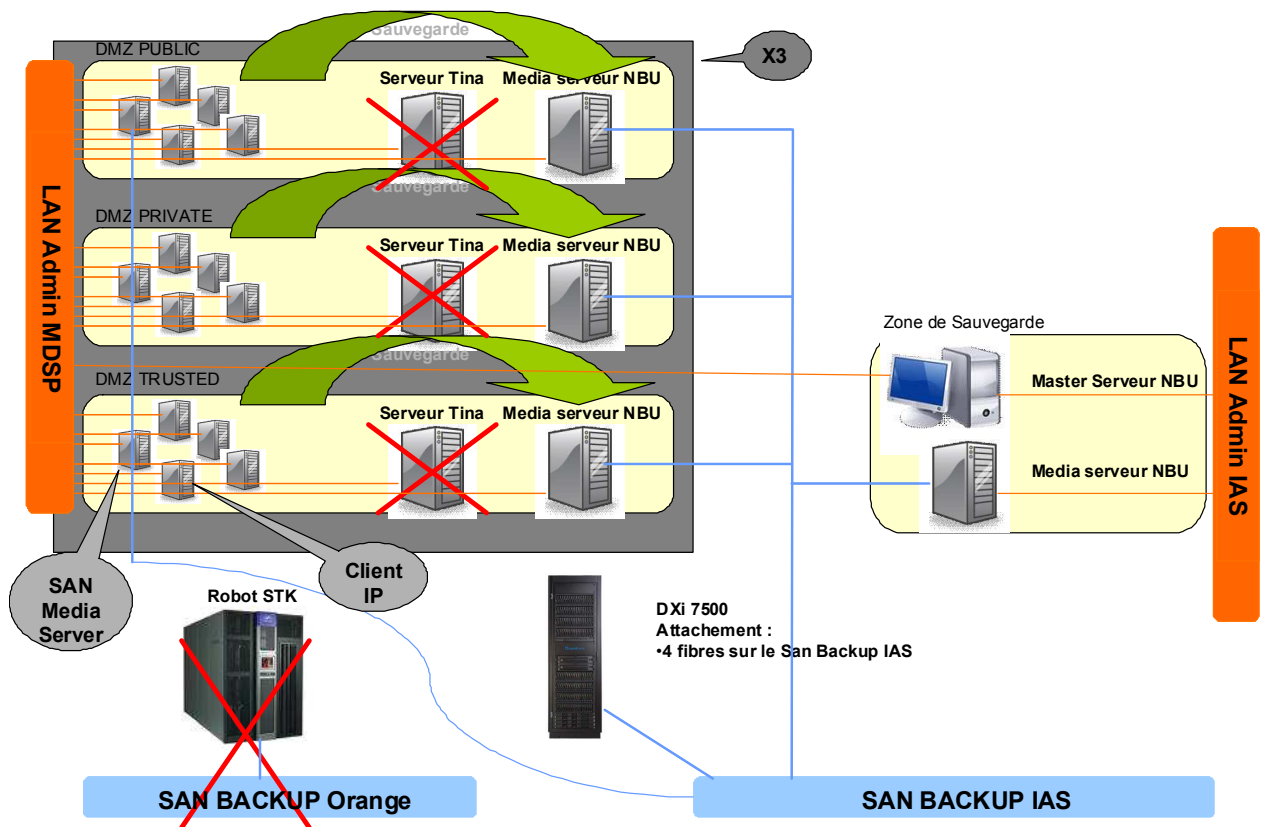 Sauvegarde
DMZ PUBLIC
X3
Serveur Tina
Media serveur NBU
Sauvegarde
DMZ PRIVATE
Serveur Tina
Media serveur NBU
LAN Admin MDSP
Sauvegarde
DMZ TRUSTED
Serveur Tina
Media serveur NBU
Zone de Sauvegarde
Master Serveur NBU
Media serveur NBU
LAN Admin IAS
SAN
Media
Server
Client
IP
Robot STK
DXi 7500
Attachement :
•4 fibres sur le San Backup IAS
SAN BACKUP Orange
SAN BACKUP IAS